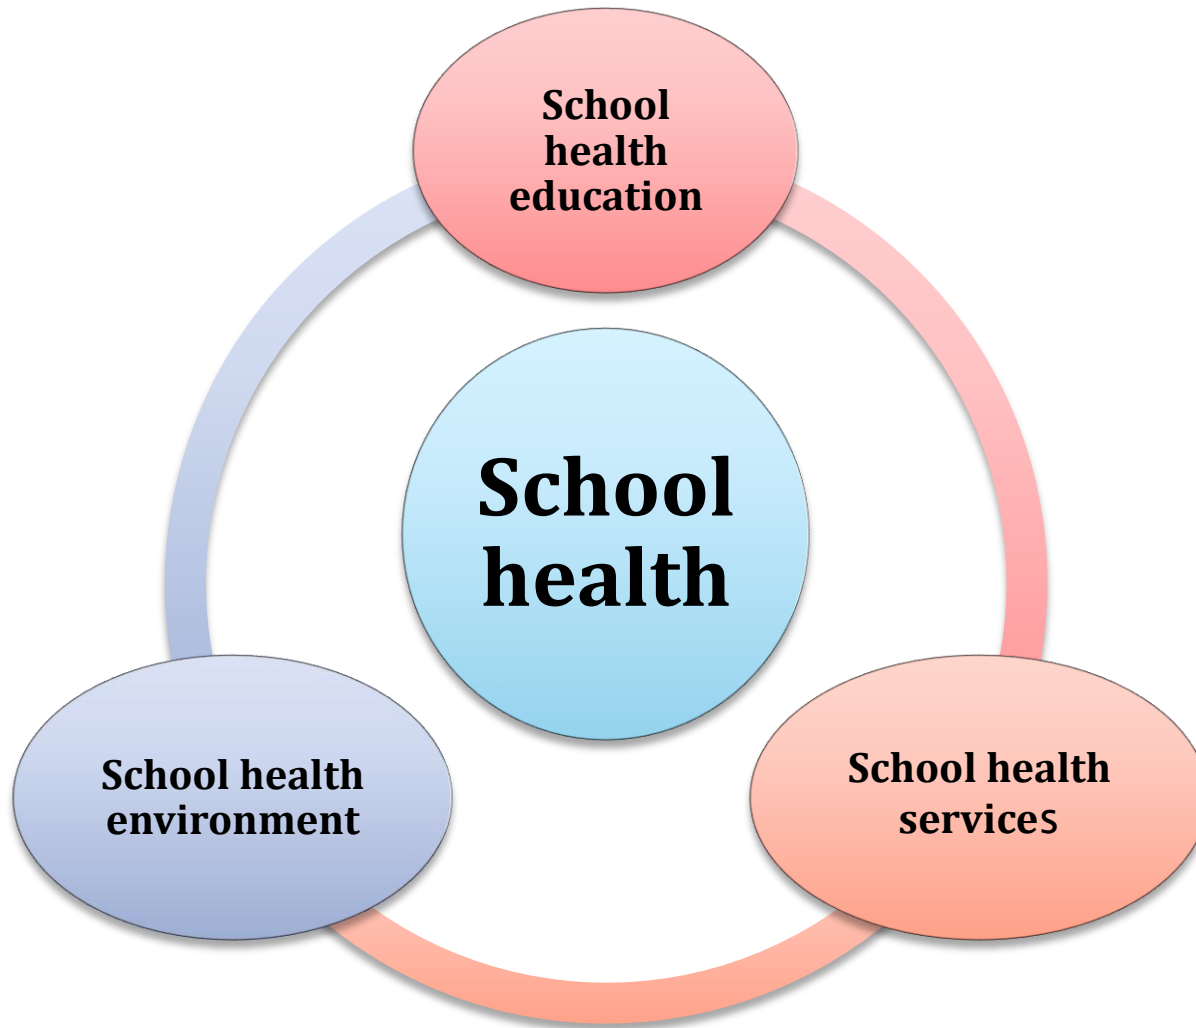 School
health
education
School
health
School health
environment
School health
services